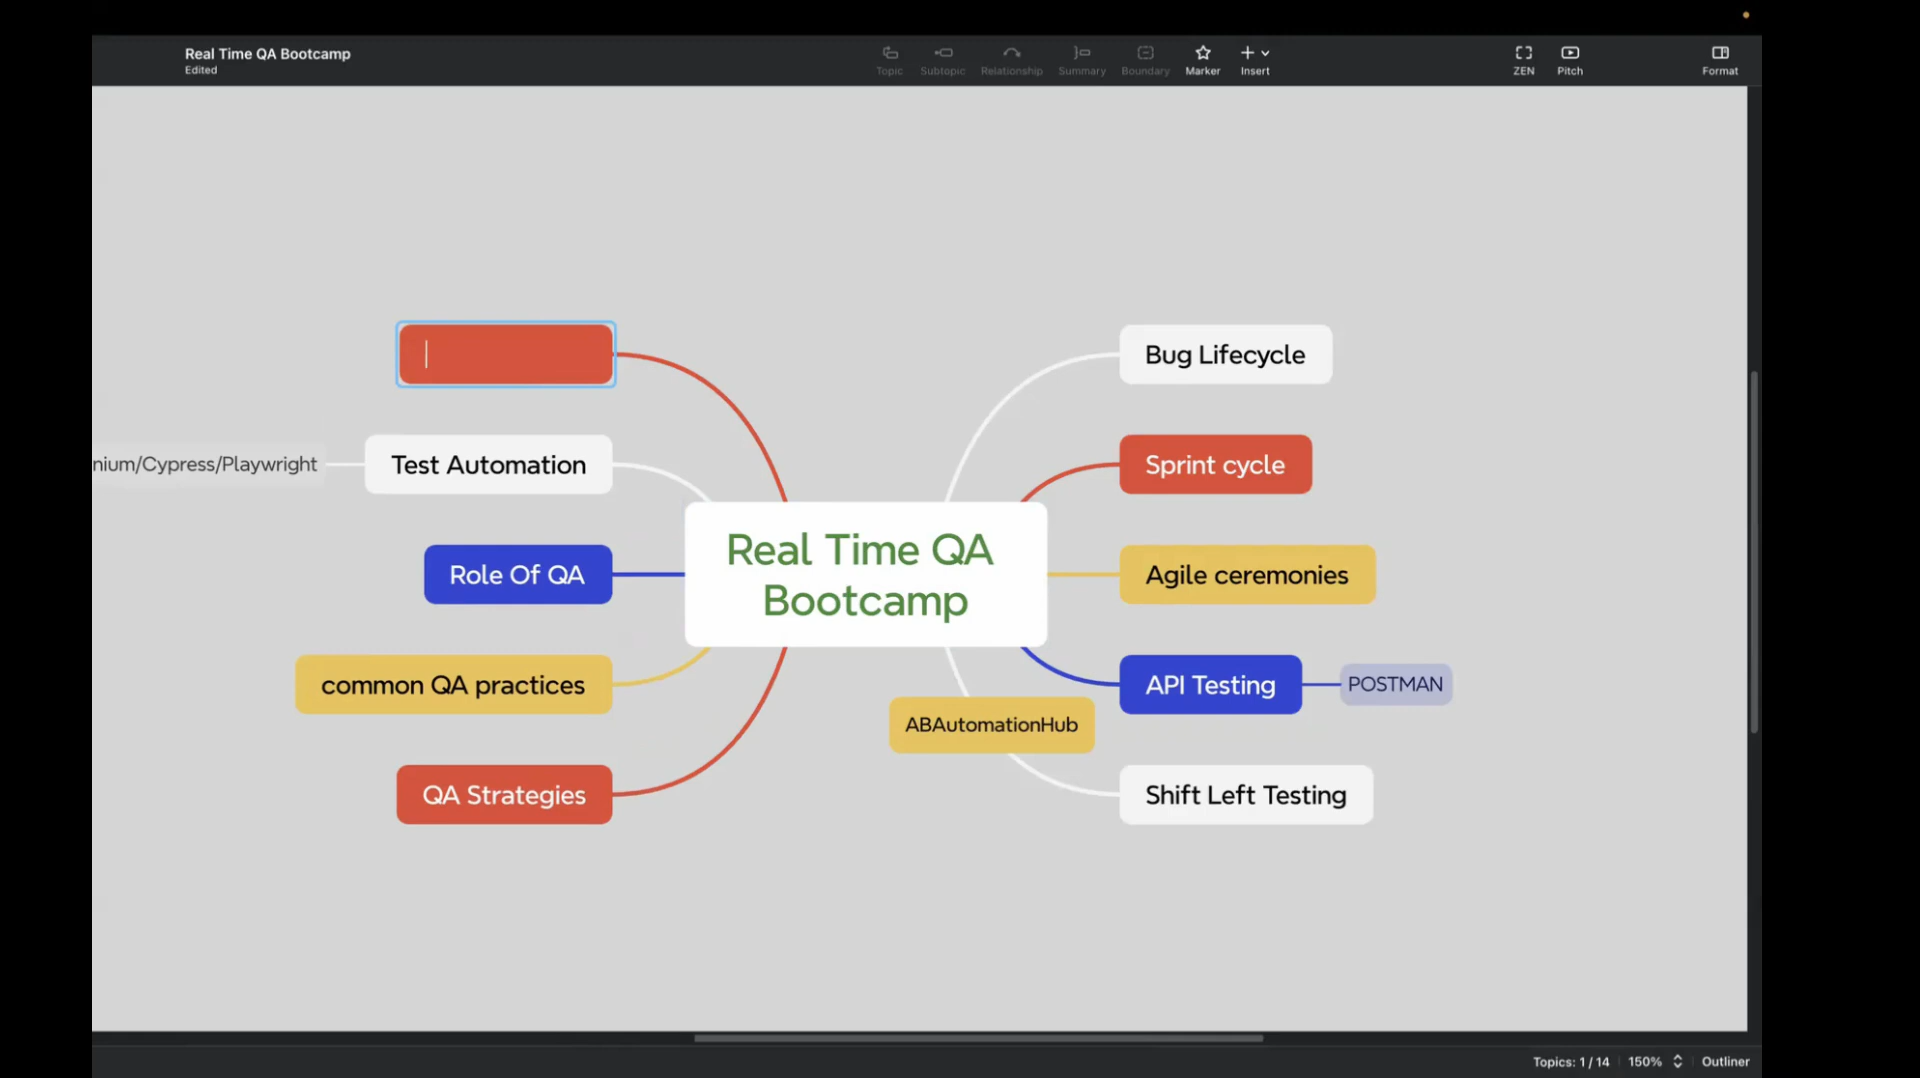 Real Time QA Bootcamp
Edited
Topic
Subtopic
Relationship
Summary
Boundary
Marker
Insert
ZEN
Pitch
Format
Bug Lifecycle
nium/Cypress/Playwright
Test Automation
Sprint cycle
Real Time QA
Bootcamp
Role Of QA
Agile ceremonies
common QA practices
API Testing
POSTMAN
ABAutomationHub
QA Strategies
Shift Left Testing
Topics: 1 / 14
150%
Outliner